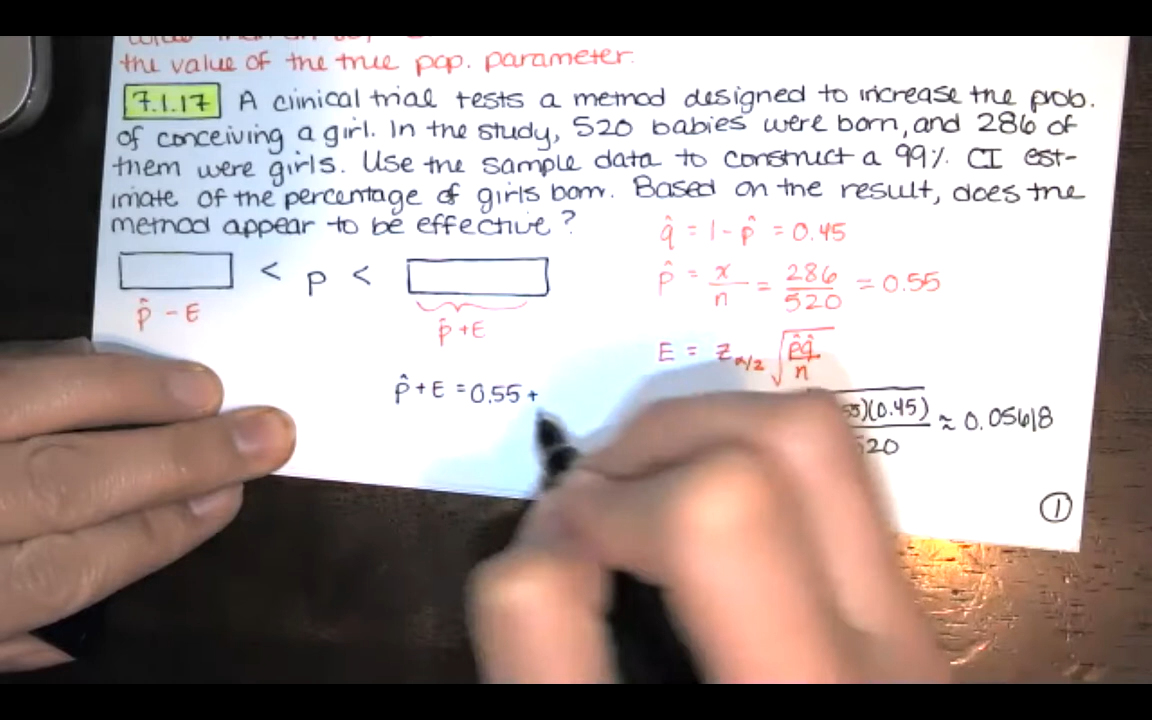 the value of the true pop. parameter.
7.1.17 A clinical trial tests a method designed to increase the prob.
of conceiving a girl. In the study, 520 babies were born, and 286 of
them were girls. Use the sample data to construct a 99% CI est-
imate of the percentage of girls born. Based on the result, does the
method appear to be effective?
q̂ = 1 - p̂ = 0.45
< p <
p̂ = x/n = 286/520 = 0.55
p̂ - E
p̂ + E
E = z α/2 √(p̂q̂/n)
p̂ + E = 0.55 +
)(0.45) ≈ 0.05618
520
1